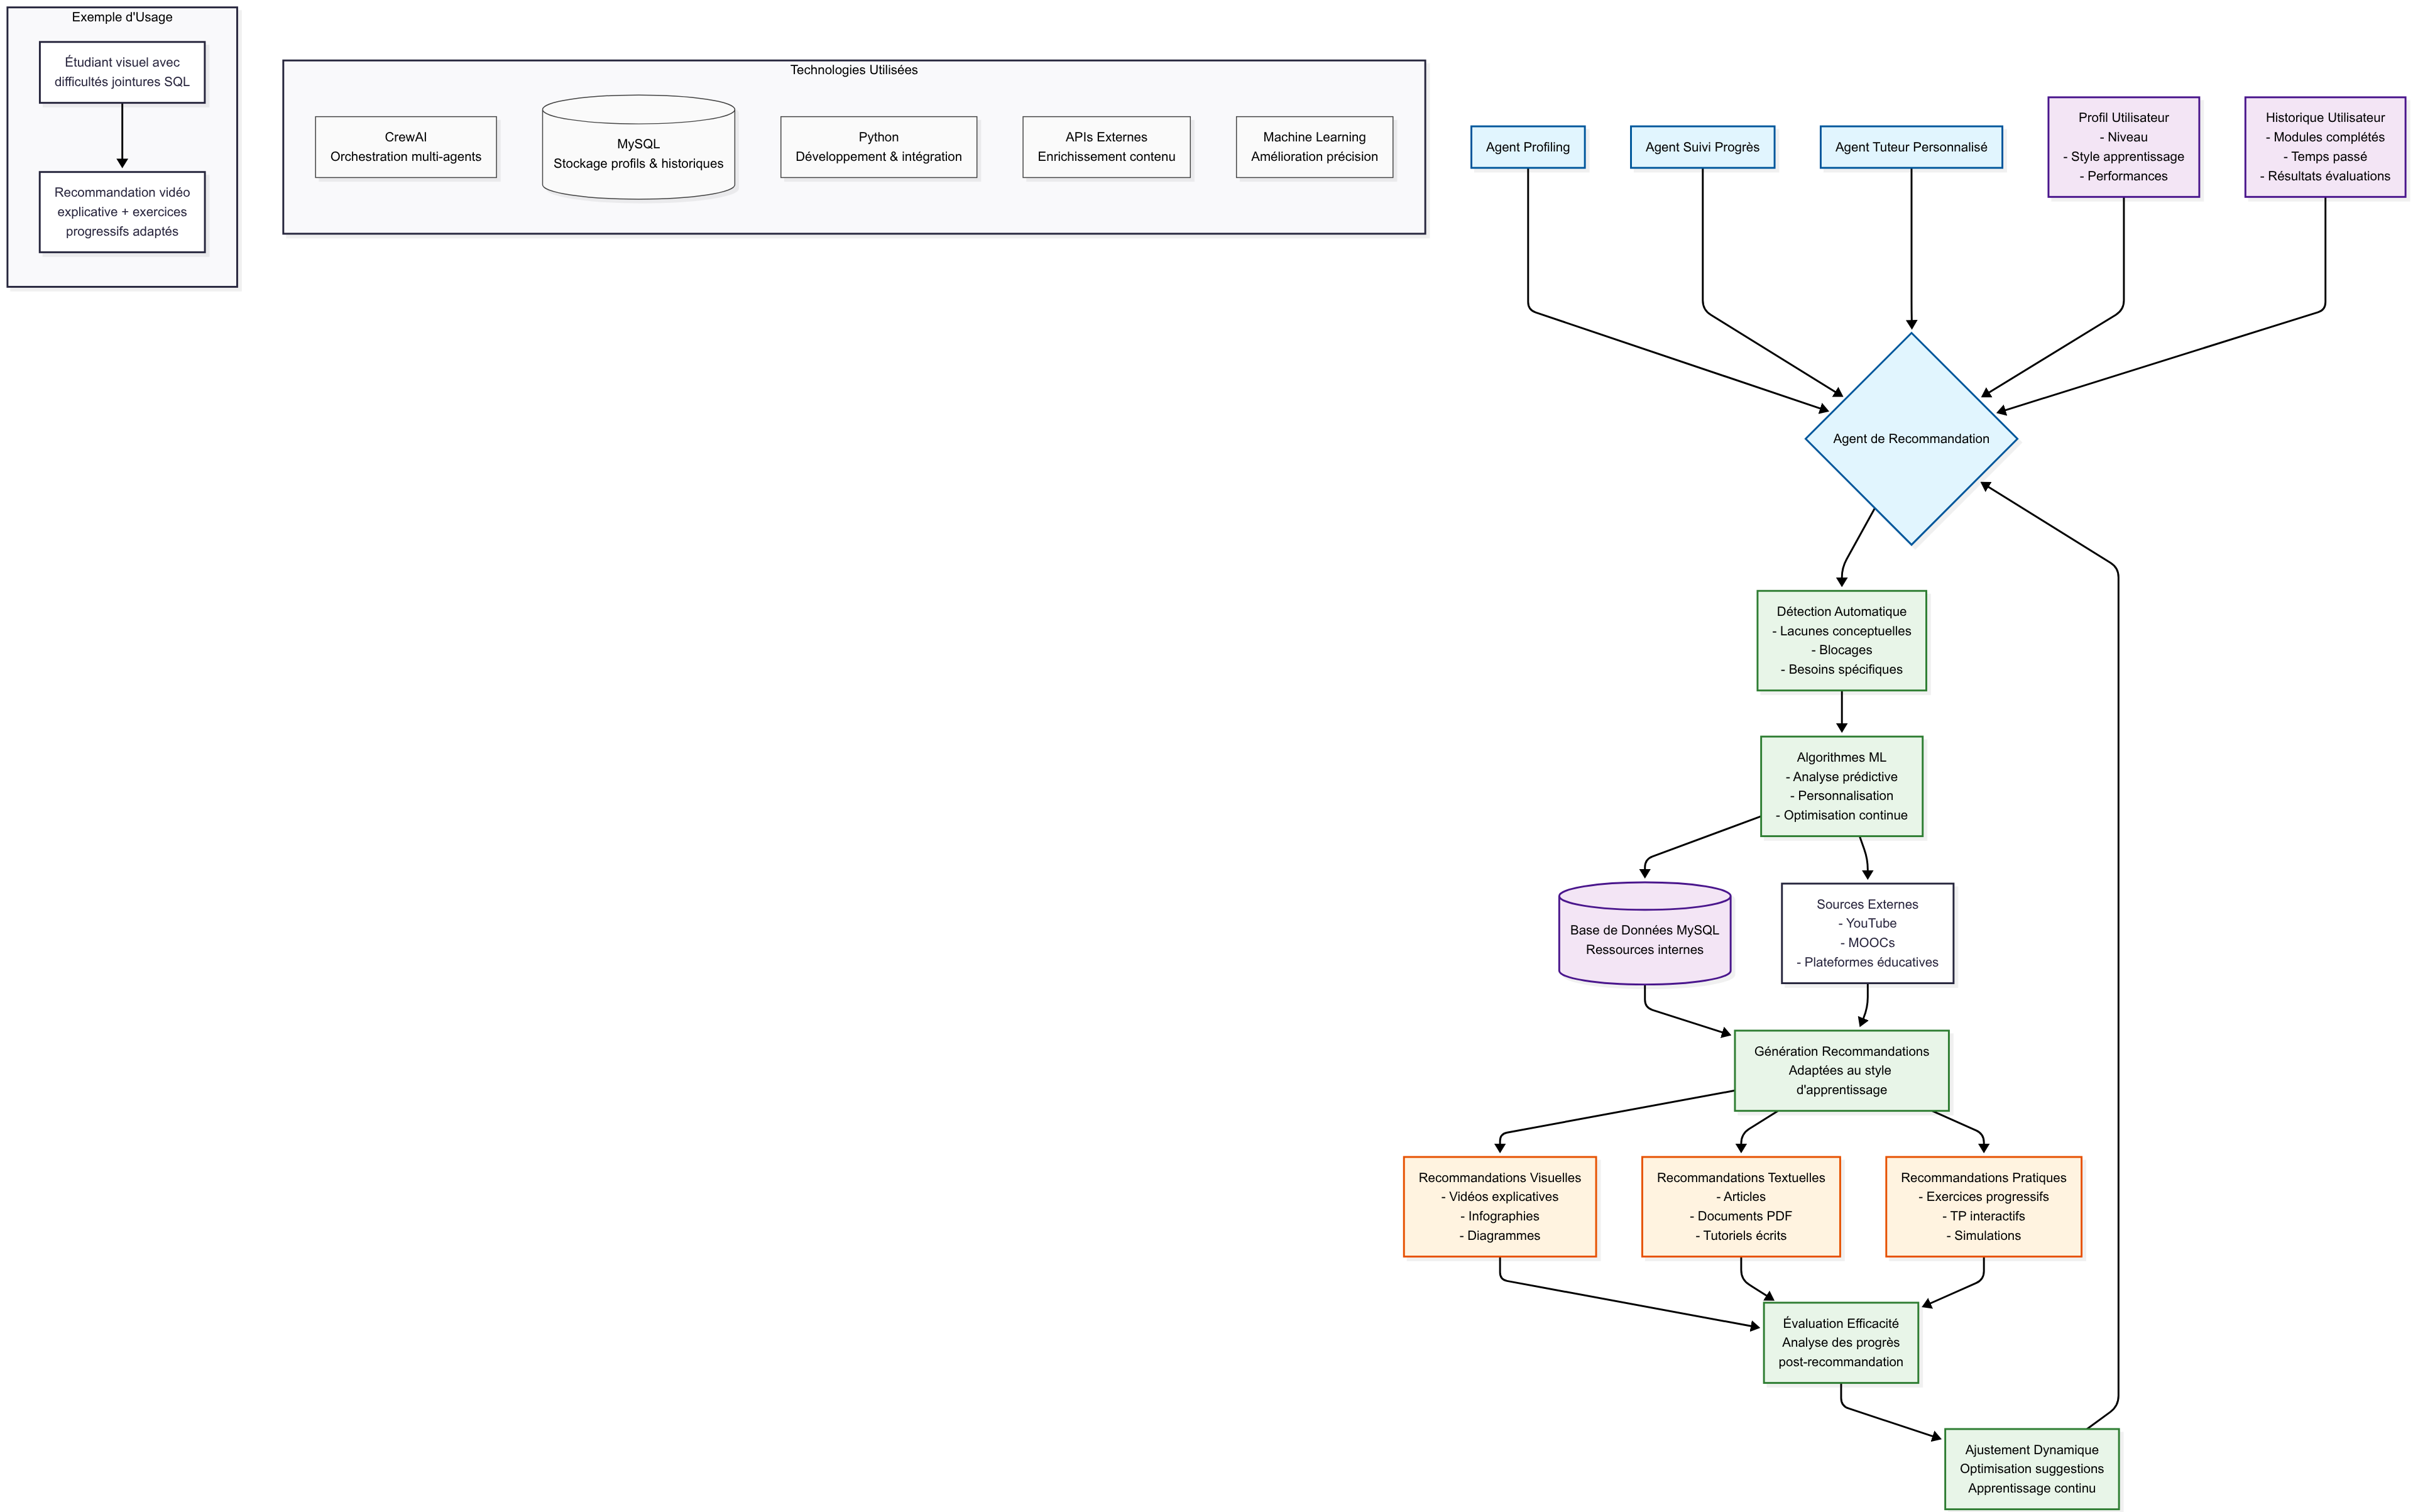 Exemple d'Usage
Étudiant visuel avec
difficultés jointures SQL
Recommandation vidéo
explicative + exercices
progressifs adaptés
Technologies Utilisées
CrewAI
Orchestration multi-agents
MySQL
Stockage profils & historiques
Python
Développement & intégration
APIs Externes
Enrichissement contenu
Machine Learning
Amélioration précision
Agent Profiling
Agent Suivi Progrès
Agent Tuteur Personnalisé
Profil Utilisateur
- Niveau
- Style apprentissage
- Performances
Historique Utilisateur
- Modules complétés
- Temps passé
- Résultats évaluations
Agent de Recommandation
Détection Automatique
- Lacunes conceptuelles
- Blocages
- Besoins spécifiques
Algorithmes ML
- Analyse prédictive
- Personnalisation
- Optimisation continue
Base de Données MySQL
Ressources internes
Sources Externes
- YouTube
- MOOCs
- Plateformes éducatives
Génération Recommandations
Adaptées au style
d'apprentissage
Recommandations Visuelles
- Vidéos explicatives
- Infographies
- Diagrammes
Recommandations Textuelles
- Articles
- Documents PDF
- Tutoriels écrits
Recommandations Pratiques
- Exercices progressifs
- TP interactifs
- Simulations
Évaluation Efficacité
Analyse des progrès
post-recommandation
Ajustement Dynamique
Optimisation suggestions
Apprentissage continu